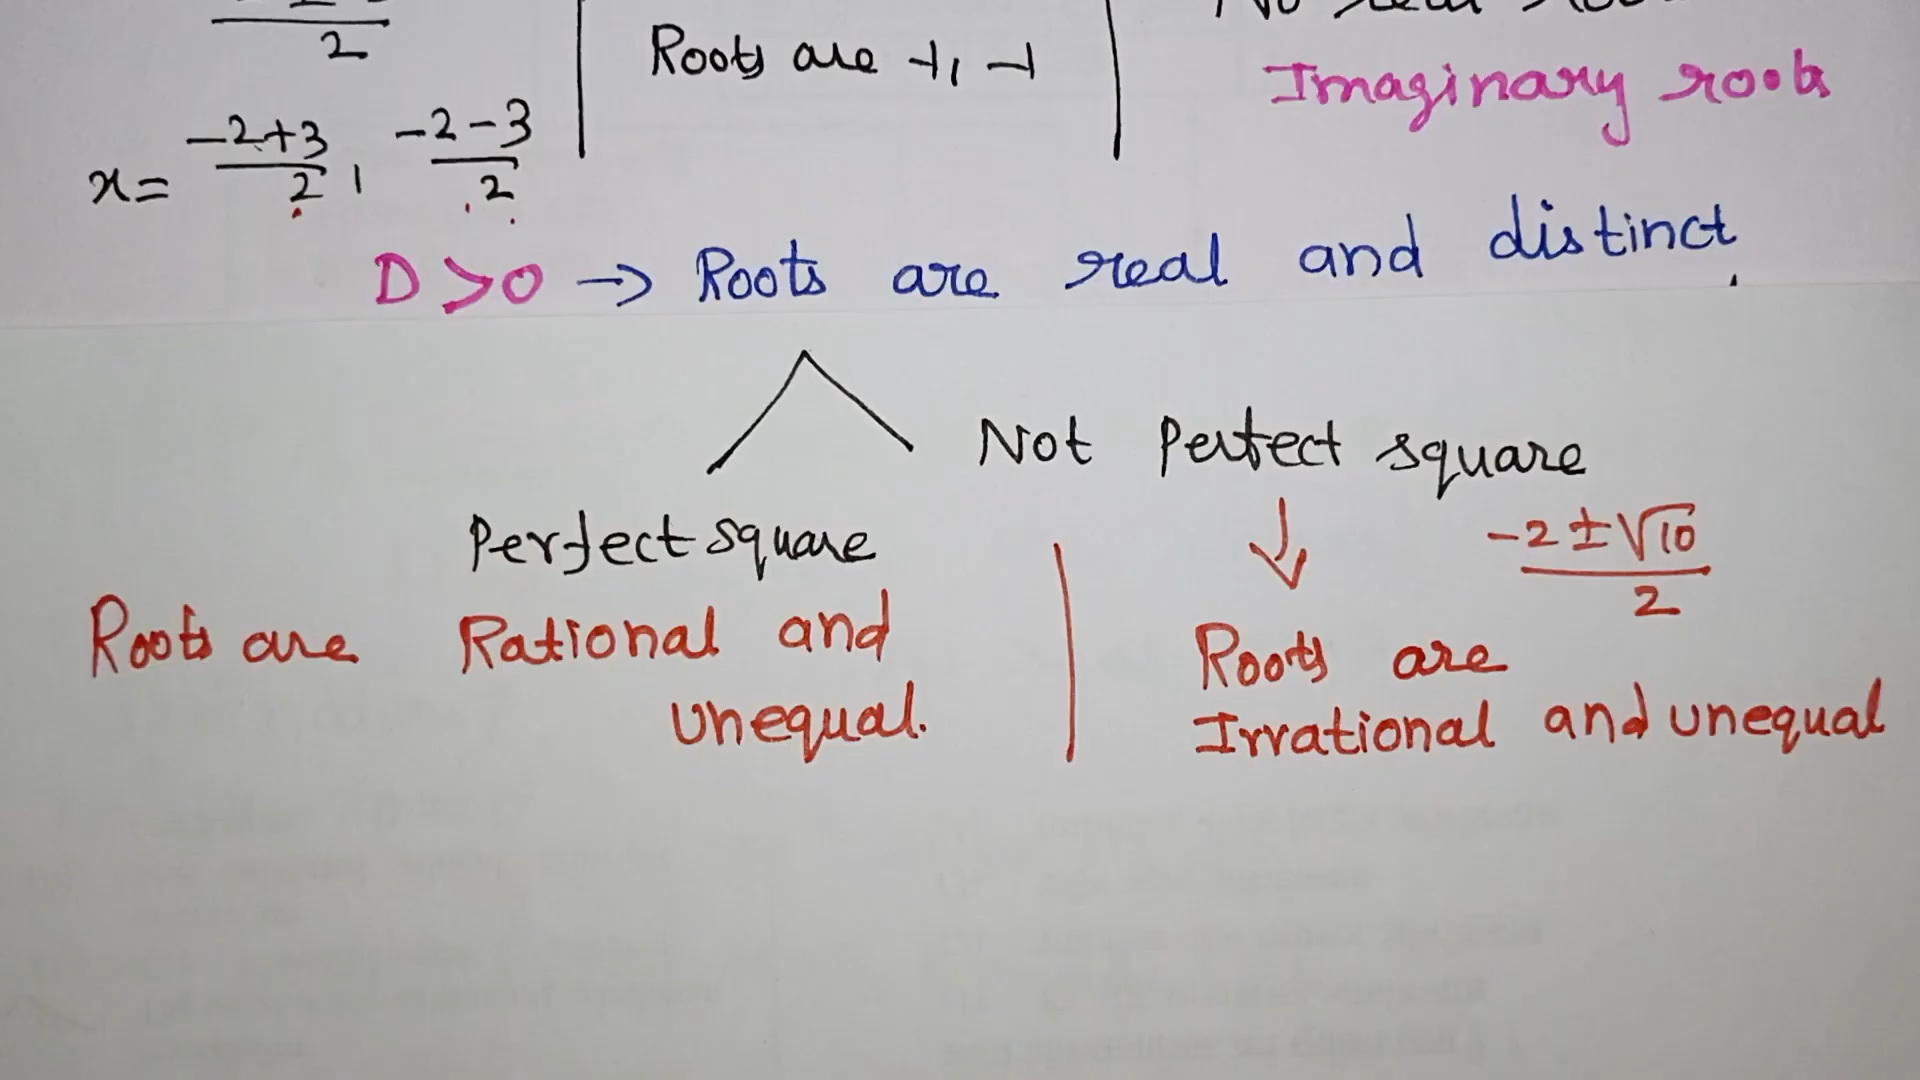 2
Roots are -1, -1
Imaginary roots
x = -2+3/2, -2-3/2
D>0 → Roots are real and distinct
Not Perfect square
Perfect square
-2±√10/2
Roots are Rational and
unequal.
Roots are
Irrational and unequal